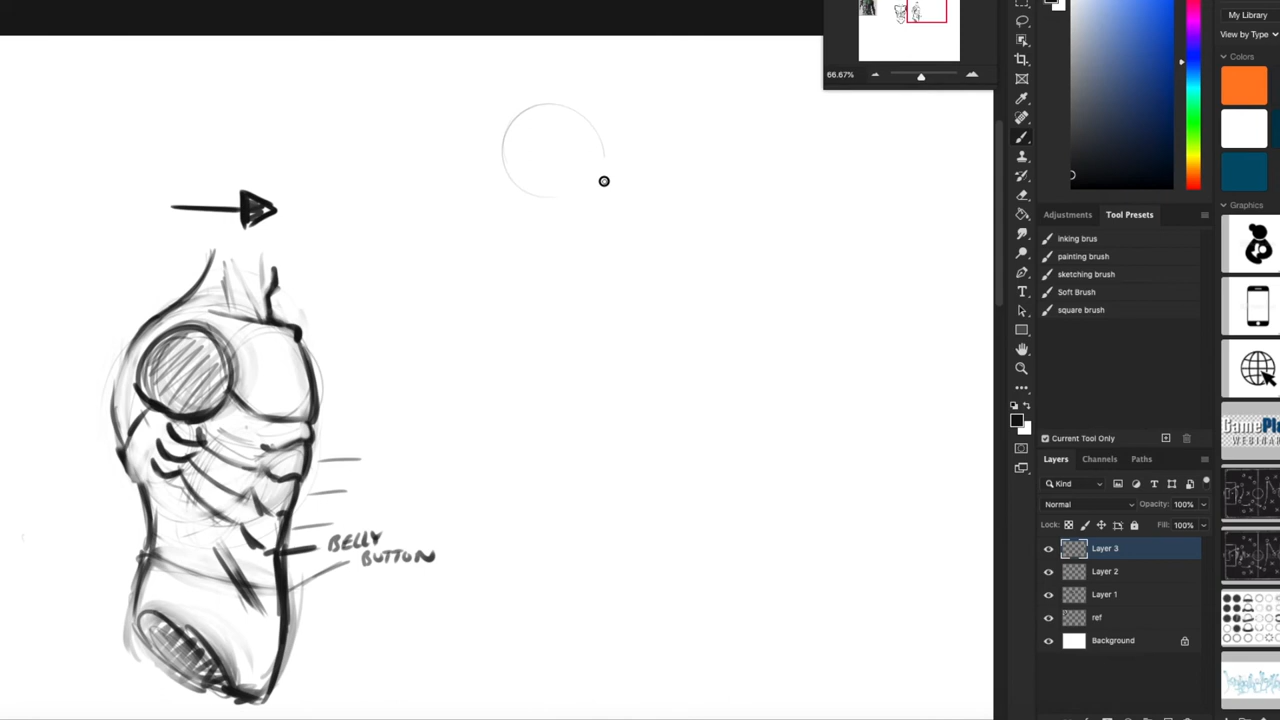 66.67%
My Library
View by Type
Colors
Graphics
Adjustments
Tool Presets
inking brus
painting brush
sketching brush
Soft Brush
square brush
Current Tool Only
Layers
Channels
Paths
Kind
Normal
Opacity: 100%
Lock:
Fill: 100%
Layer 3
Layer 2
Layer 1
ref
Background
BELLY
BUTTON
GamePla
WEBINAR